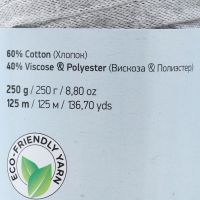 60% Cotton (Хлопок)
40% Viscose & Polyester (Вискоза & Полиэстер)
250 g / 250 г / 8,80 oz
125 m / 125 м / 136,70 yds
ECO-FRIENDLY YARN